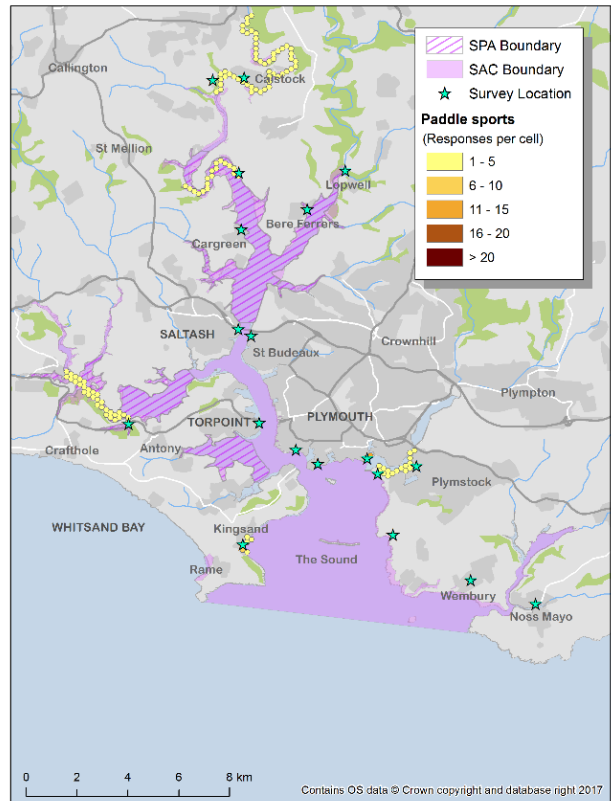 SPA Boundary
SAC Boundary
Survey Location
Paddle sports
(Responses per cell)
1 - 5
6 - 10
11 - 15
16 - 20
> 20
Callington
Calstock
St Mellion
Lopwell
Bere Ferrers
Cargreen
SALTASH
St Budeaux
Crownhill
Plympton
TORPOINT
PLYMOUTH
Crafthole
Antony
Plymstock
WHITSAND BAY
Kingsand
The Sound
Rame
Wembury
Noss Mayo
0 2 4 8 km
Contains OS data © Crown copyright and database right 2017